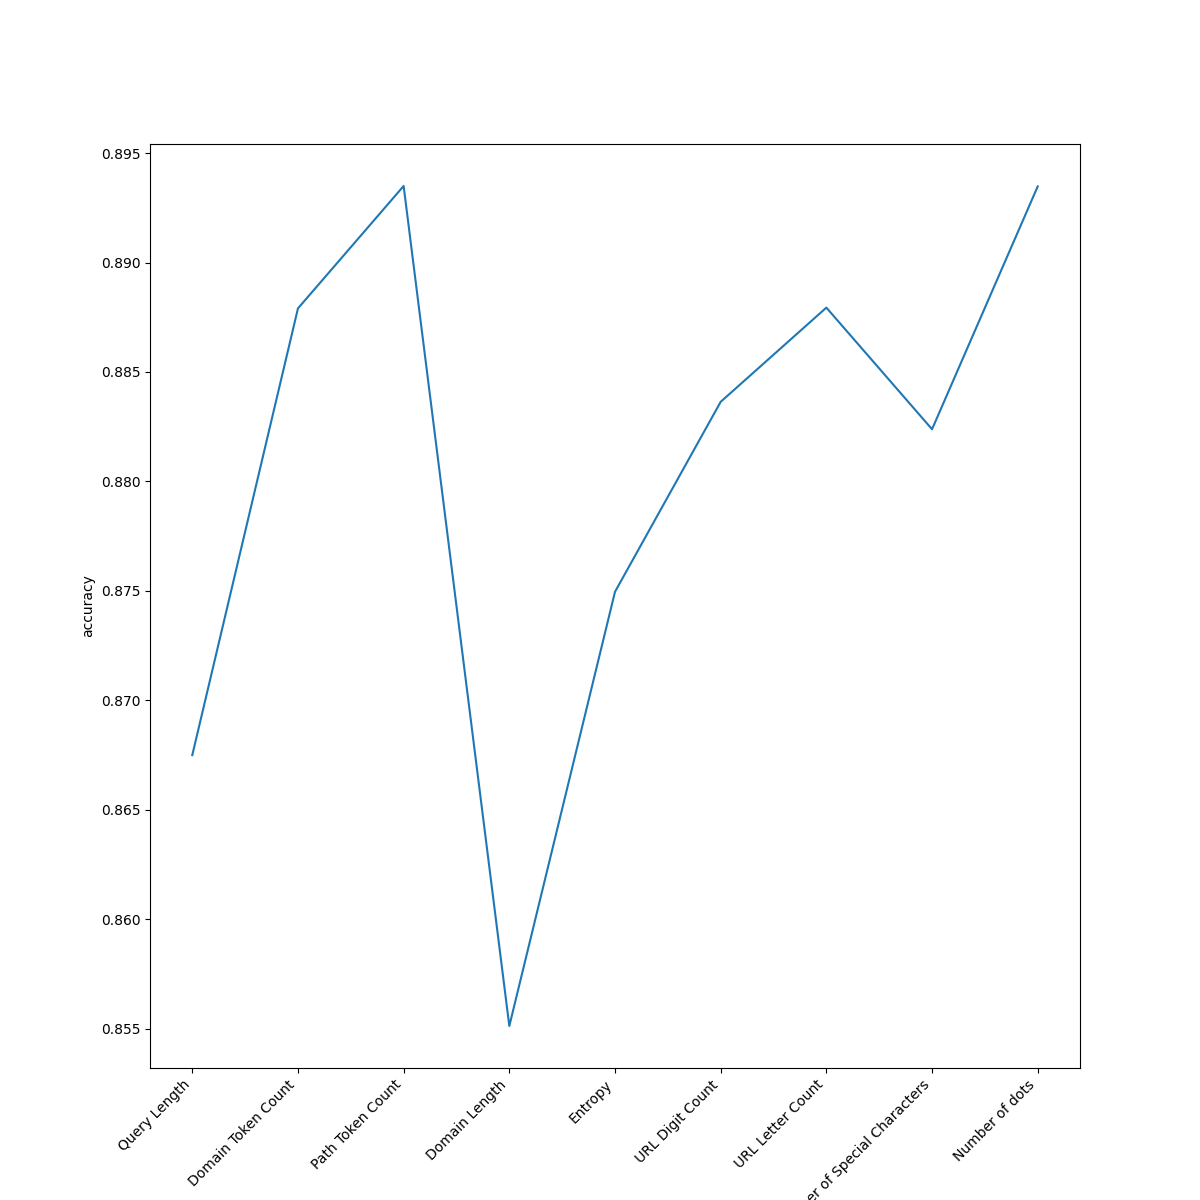 0.895
0.890
0.885
0.880
0.875
0.870
0.865
0.860
0.855
accuracy
Query Length
Domain Token Count
Path Token Count
Domain Length
Entropy
URL Digit Count
URL Letter Count
of Special Characters
Number of dots